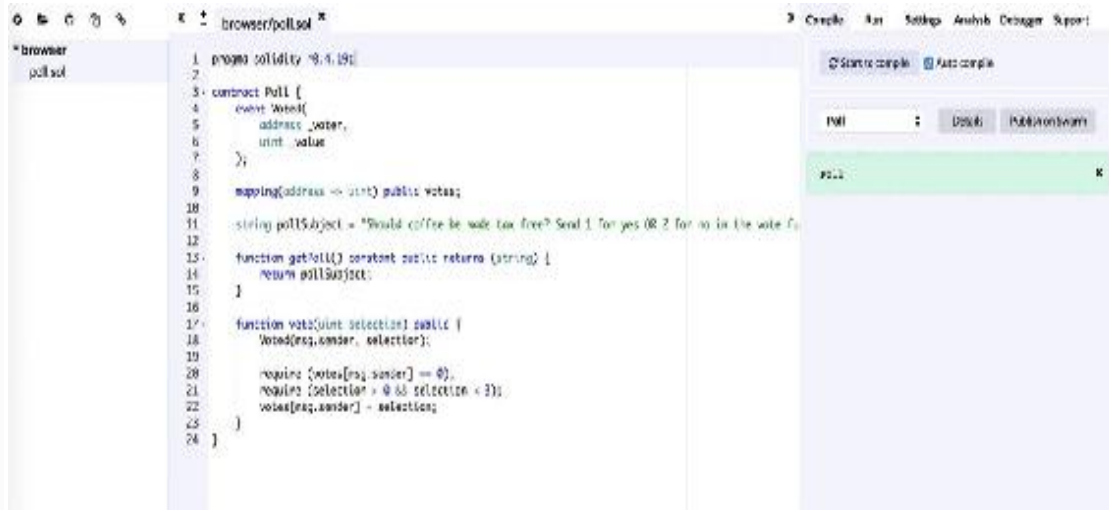 browser/poll.sol
Compile Run Settings Analysis Debugger Support
browser
poll.sol
Start to compile Auto compile
Poll Details Publish on Swarm
Poll
1 pragma solidity ^0.4.19;
2
3 contract Poll {
4 event Voted(
5 address _voter,
6 uint _value
7 );
8
9 mapping(address => uint) public votes;
10
11 string pollSubject = "Should coffee be made tax free? Send 1 for yes OR 2 for no in the vote fu
12
13 function getPoll() constant public returns (string) {
14 return pollSubject;
15 }
16
17 function vote(uint selection) public {
18 Voted(msg.sender, selection);
19
20 require (votes[msg.sender] == 0);
21 require (selection > 0 && selection < 3);
22 votes[msg.sender] = selection;
23 }
24 }